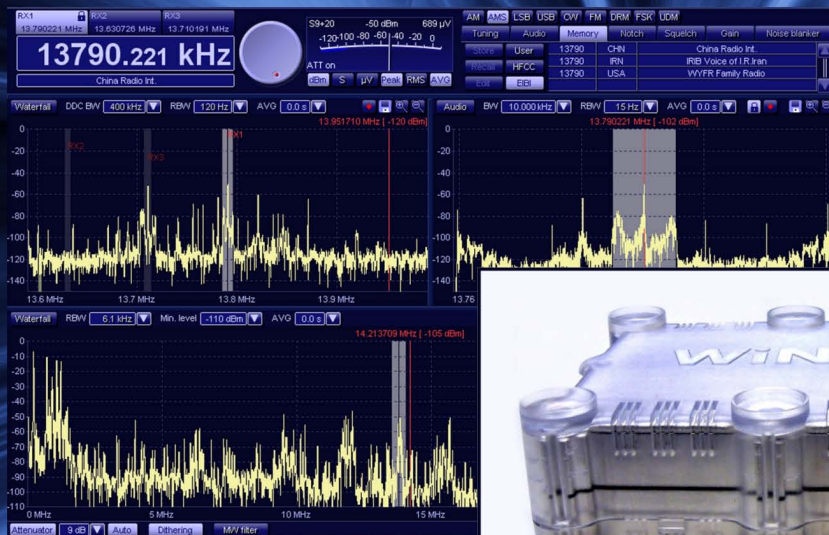 RX1 RX2 RX3
13.790221 MHz 13.630726 MHz 13.710191 MHz
13790.221 kHz
China Radio Int.
S9+20 -50 dBm 689 µV
-120 -100 -80 -60 -40 -20 0
ATT on
dBm S µV Peak RMS AVG
AM AMS LSB USB CW FM DRM FSK UDM
Tuning Audio Memory Notch Squelch Gain Noise blanker
Store User 13790 CHN China Radio Int.
Recall HFCC 13790 IRN IRIB Voice of I.R.Iran
Edit EIBI 13790 USA WYFR Family Radio
Waterfall DDC BW 400 kHz RBW 120 Hz AVG 0.0 s
13.951710 MHz [ -120 dBm]
RX2 RX3 RX1
0
-20
-40
-60
-80
-100
-120
-140
13.6 MHz 13.7 MHz 13.8 MHz 13.9 MHz
Audio BW 10.000 kHz RBW 15 Hz AVG 0.0 s
13.790221 MHz [ -102 dBm]
0
-20
-40
-60
-80
-100
-120
-140
13.76
Waterfall RBW 6.1 kHz Min. level -110 dBm AVG 0.0 s
14.213709 MHz [ -105 dBm]
0
-10
-20
-30
-40
-50
-60
-70
-80
-90
-100
-110
0 MHz 5 MHz 10 MHz 15 MHz
Attenuator 9 dB Auto Dithering MW filter
WiN